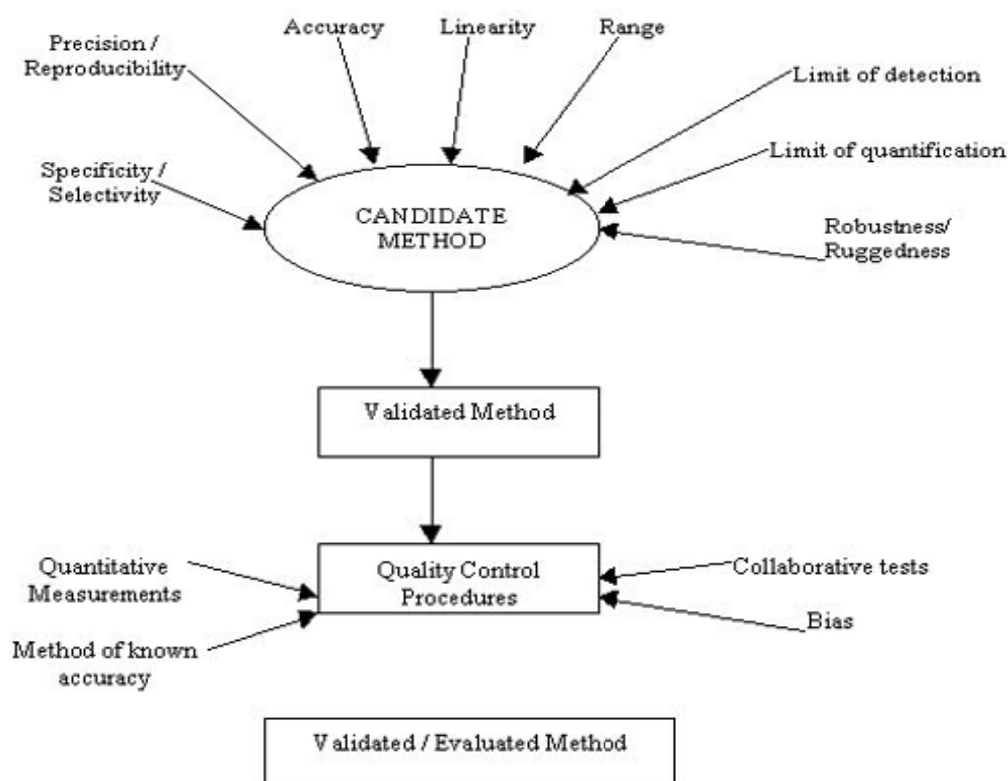 Accuracy
Linearity
Range
Precision /
Reproducibility
Limit of detection
Limit of quantification
Specificity /
Selectivity
CANDIDATE
METHOD
Robustness/
Ruggedness
Validated Method
Quantitative
Measurements
Quality Control
Procedures
Collaborative tests
Bias
Method of known
accuracy
Validated / Evaluated Method